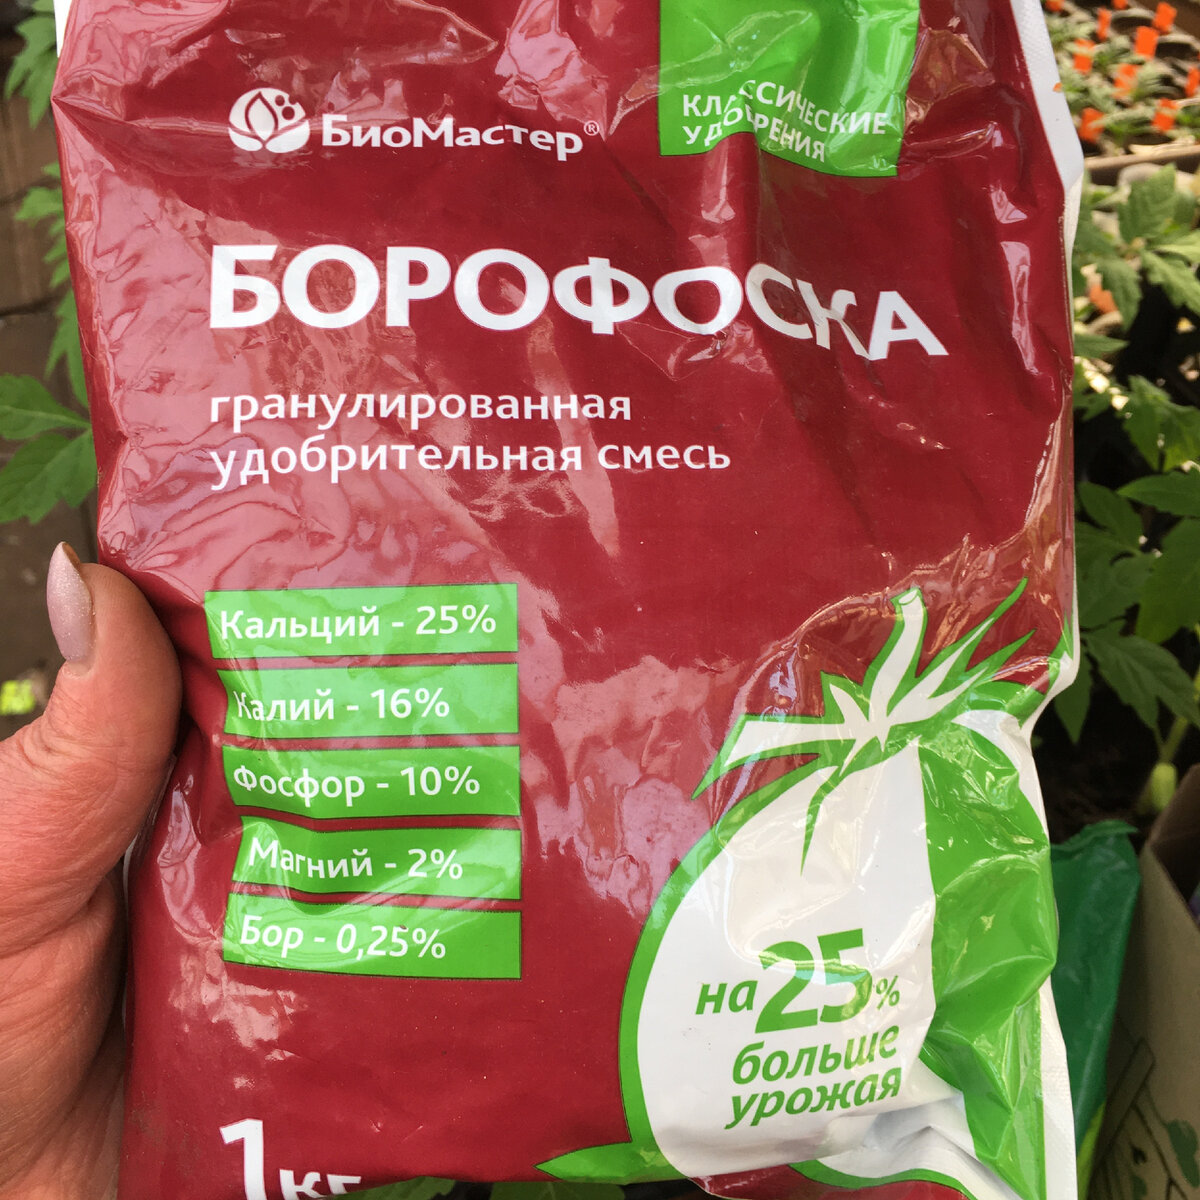 БиоМастер®
КЛАССИЧЕСКИЕ
УДОБРЕНИЯ
БОРОФОСКА
гранулированная
удобрительная смесь
Кальций - 25%
Калий - 16%
Фосфор - 10%
Магний - 2%
Бор - 0,25%
на 25%
больше
урожая
1кг